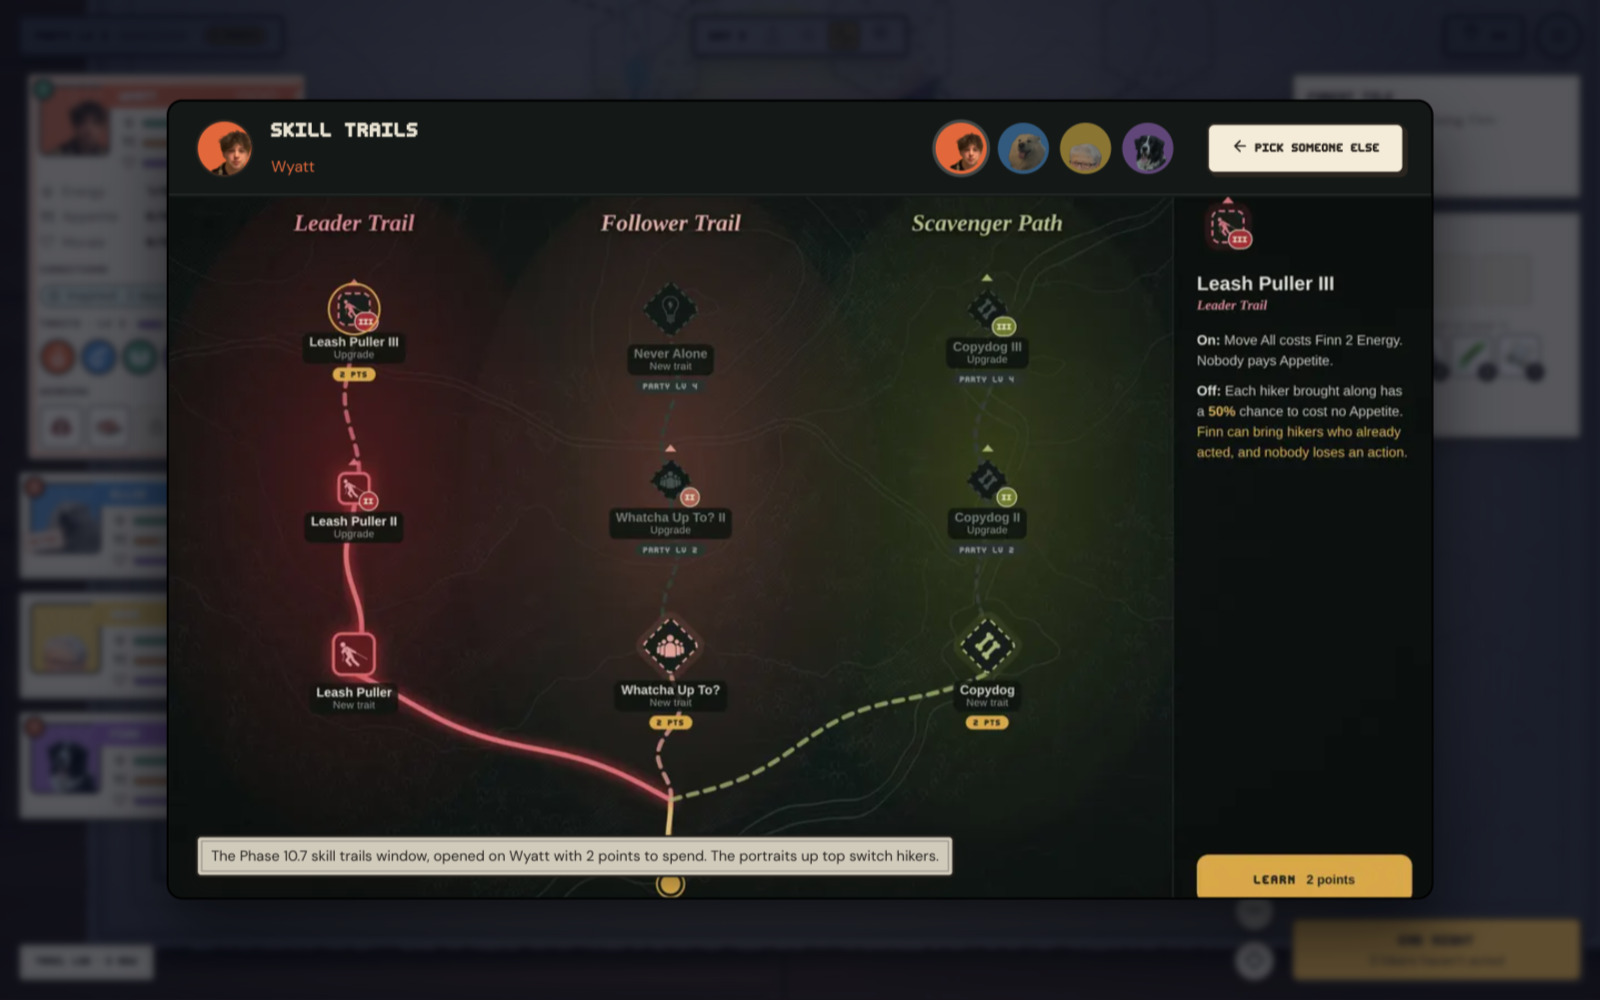 SKILL TRAILS
Wyatt
← PICK SOMEONE ELSE
Leader Trail
Follower Trail
Scavenger Path
III
Leash Puller III
Upgrade
2 PTS
Never Alone
New trait
PARTY LV 4
III
Copydog III
Upgrade
PARTY LV 4
II
Leash Puller II
Upgrade
II
Whatcha Up To? II
Upgrade
PARTY LV 2
II
Copydog II
Upgrade
PARTY LV 2
Leash Puller
New trait
Whatcha Up To?
New trait
2 PTS
Copydog
New trait
2 PTS
The Phase 10.7 skill trails window, opened on Wyatt with 2 points to spend. The portraits up top switch hikers.
III
Leash Puller III
Leader Trail
On: Move All costs Finn 2 Energy.
Nobody pays Appetite.
Off: Each hiker brought along has
a 50% chance to cost no Appetite.
Finn can bring hikers who already
acted, and nobody loses an action.
LEARN 2 points